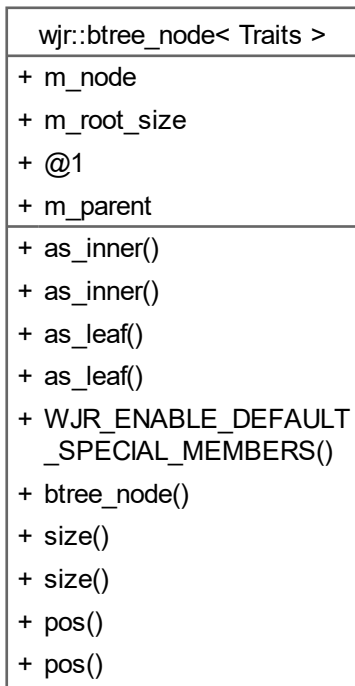 wjr::btree_node< Traits >
+ m_node
+ m_root_size
+ @1
+ m_parent
+ as_inner()
+ as_inner()
+ as_leaf()
+ as_leaf()
+ WJR_ENABLE_DEFAULT
_SPECIAL_MEMBERS()
+ btree_node()
+ size()
+ size()
+ pos()
+ pos()